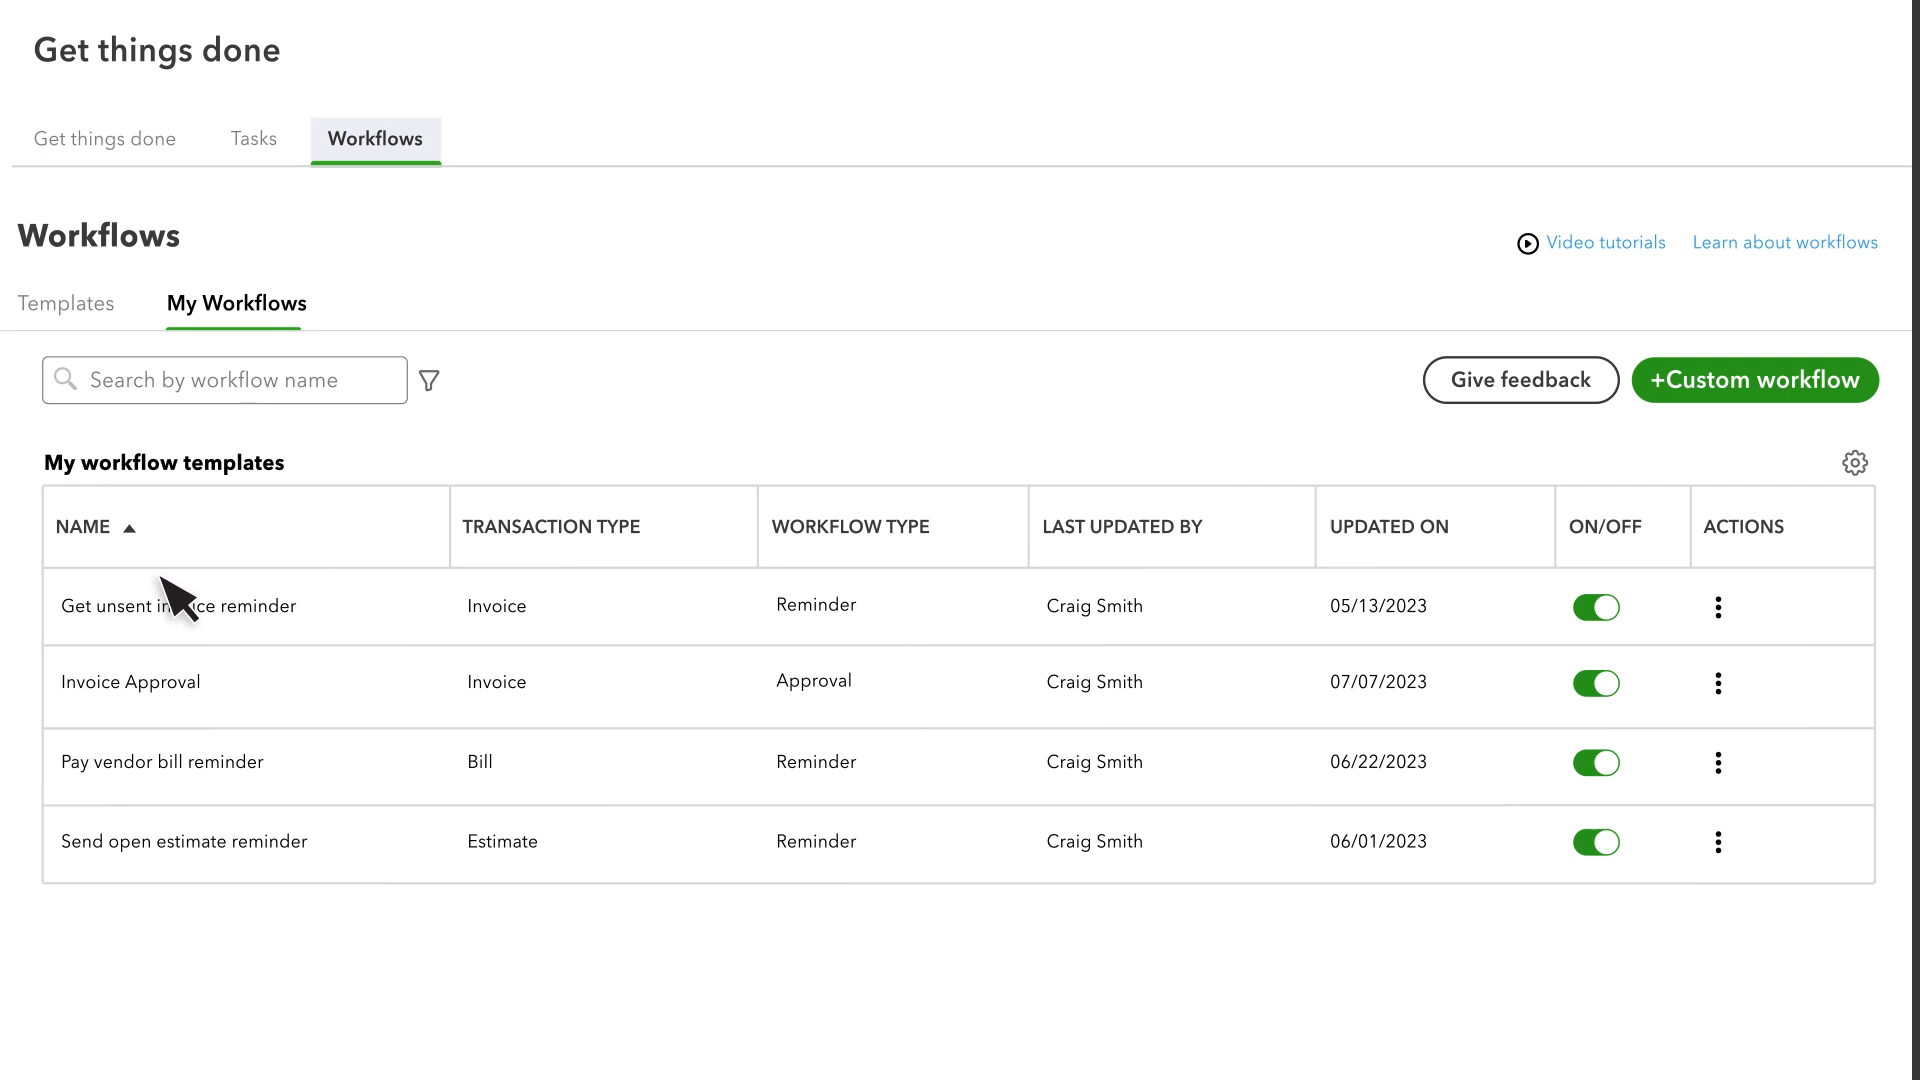 Get things done
Get things done Tasks Workflows
Workflows
Video tutorials Learn about workflows
Templates My Workflows
Search by workflow name Give feedback +Custom workflow
My workflow templates
NAME TRANSACTION TYPE WORKFLOW TYPE LAST UPDATED BY UPDATED ON ON/OFF ACTIONS
Get unsent invoice reminder Invoice Reminder Craig Smith 05/13/2023
Invoice Approval Invoice Approval Craig Smith 07/07/2023
Pay vendor bill reminder Bill Reminder Craig Smith 06/22/2023
Send open estimate reminder Estimate Reminder Craig Smith 06/01/2023